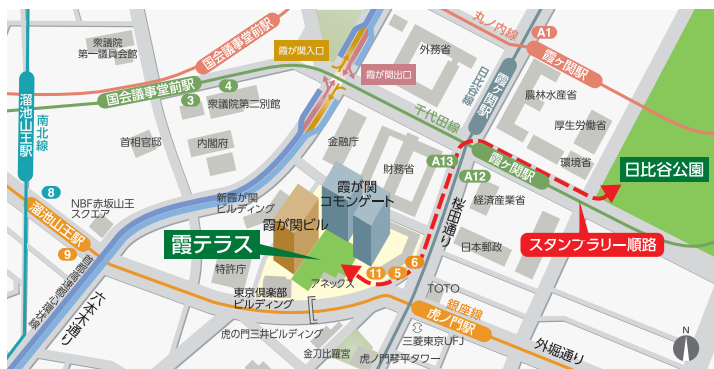 丸ノ内線
A1
霞ヶ関駅
衆議院
第一議員会館
国会議事堂前駅
霞が関入口
外務省
霞が関出口
日比谷線
霞ヶ関駅
国会議事堂前駅
4
3
衆議院第二別館
農林水産省
溜池山王駅
南北線
千代田線
厚生労働省
首相官邸
内閣府
金融庁
財務省
A13
霞ヶ関駅
環境省
日比谷公園
A12
8
NBF赤坂山王
スクエア
新霞が関
ビルディング
霞が関
コモンゲート
経済産業省
霞が関ビル
桜田通り
スタンプラリー順路
溜池山王駅
9
霞テラス
日本郵政
特許庁
アネックス
11
5
6
首都高速都心環状線
六本木通り
東京倶楽部
ビルディング
TOTO
銀座線
虎ノ門駅
虎の門三井ビルディング
三菱東京UFJ
外堀通り
金刀比羅宮
虎ノ門琴平タワー
N